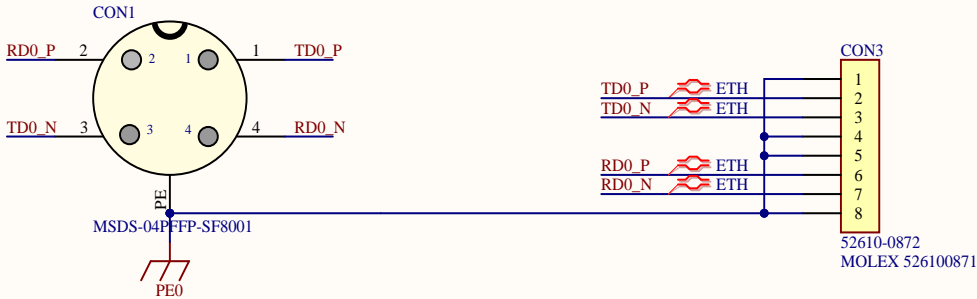 CON1
RD0_P 2 2 1 1 TD0_P
TD0_N 3 3 4 4 RD0_N
PE
MSDS-04PFFP-SF8001
PE0
CON3
1
TD0_P ETH 2
TD0_N ETH 3
4
5
RD0_P ETH 6
RD0_N ETH 7
8
52610-0872
MOLEX 526100871